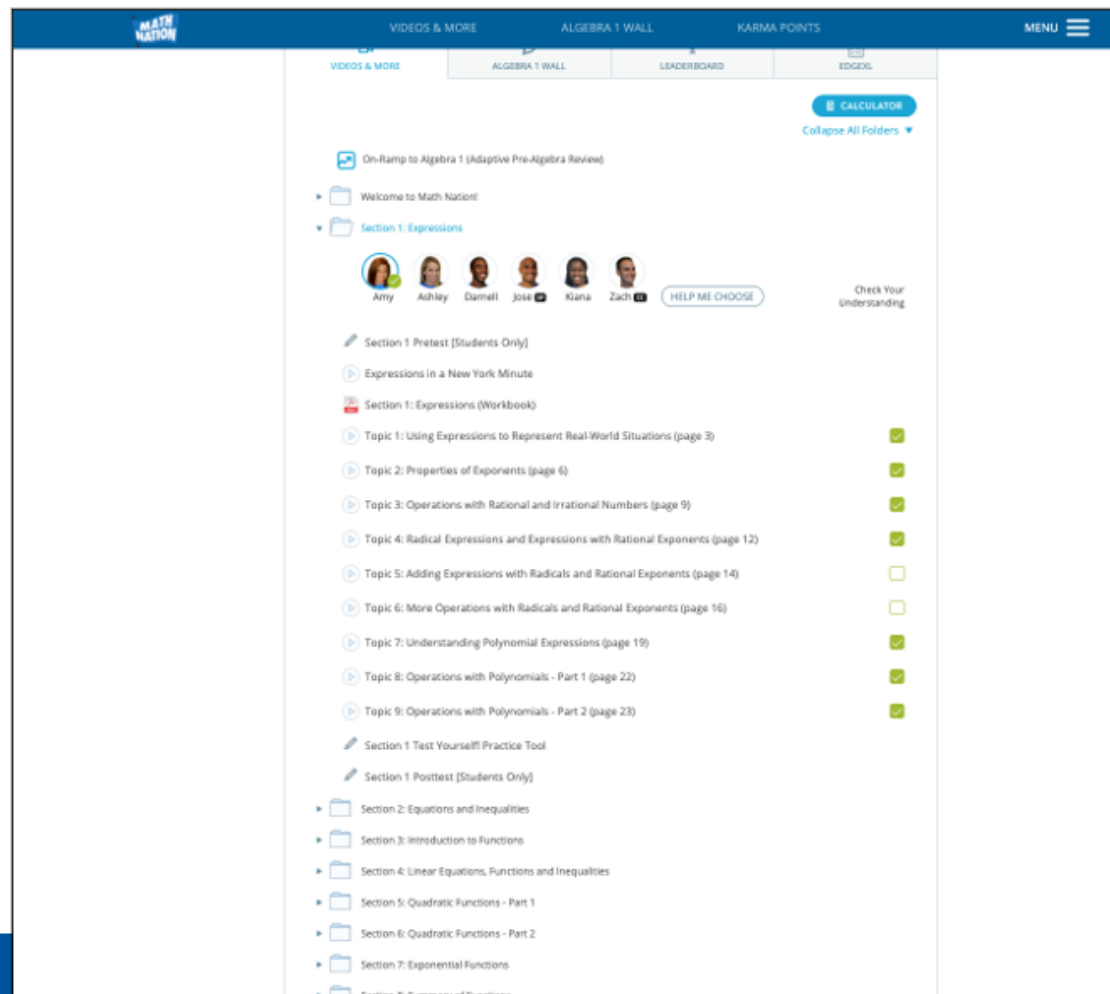 MATH NATION
VIDEOS & MORE ALGEBRA 1 WALL KARMA POINTS MENU
VIDEOS & MORE ALGEBRA 1 WALL LEADERBOARD EDGEXL
CALCULATOR
Collapse All Folders
On-Ramp to Algebra 1 (Adaptive Pre-Algebra Review)
Welcome to Math Nation!
Section 1: Expressions
Amy Ashley Darnell Jose Kiana Zach HELP ME CHOOSE
Check Your
Understanding
Section 1 Pretest [Students Only]
Expressions in a New York Minute
Section 1: Expressions (Workbook)
Topic 1: Using Expressions to Represent Real-World Situations (page 3)
Topic 2: Properties of Exponents (page 6)
Topic 3: Operations with Rational and Irrational Numbers (page 9)
Topic 4: Radical Expressions and Expressions with Rational Exponents (page 12)
Topic 5: Adding Expressions with Radicals and Rational Exponents (page 14)
Topic 6: More Operations with Radicals and Rational Exponents (page 16)
Topic 7: Understanding Polynomial Expressions (page 19)
Topic 8: Operations with Polynomials - Part 1 (page 22)
Topic 9: Operations with Polynomials - Part 2 (page 23)
Section 1 Test Yourself! Practice Tool
Section 1 Posttest [Students Only]
Section 2: Equations and Inequalities
Section 3: Introduction to Functions
Section 4: Linear Equations, Functions and Inequalities
Section 5: Quadratic Functions - Part 1
Section 6: Quadratic Functions - Part 2
Section 7: Exponential Functions